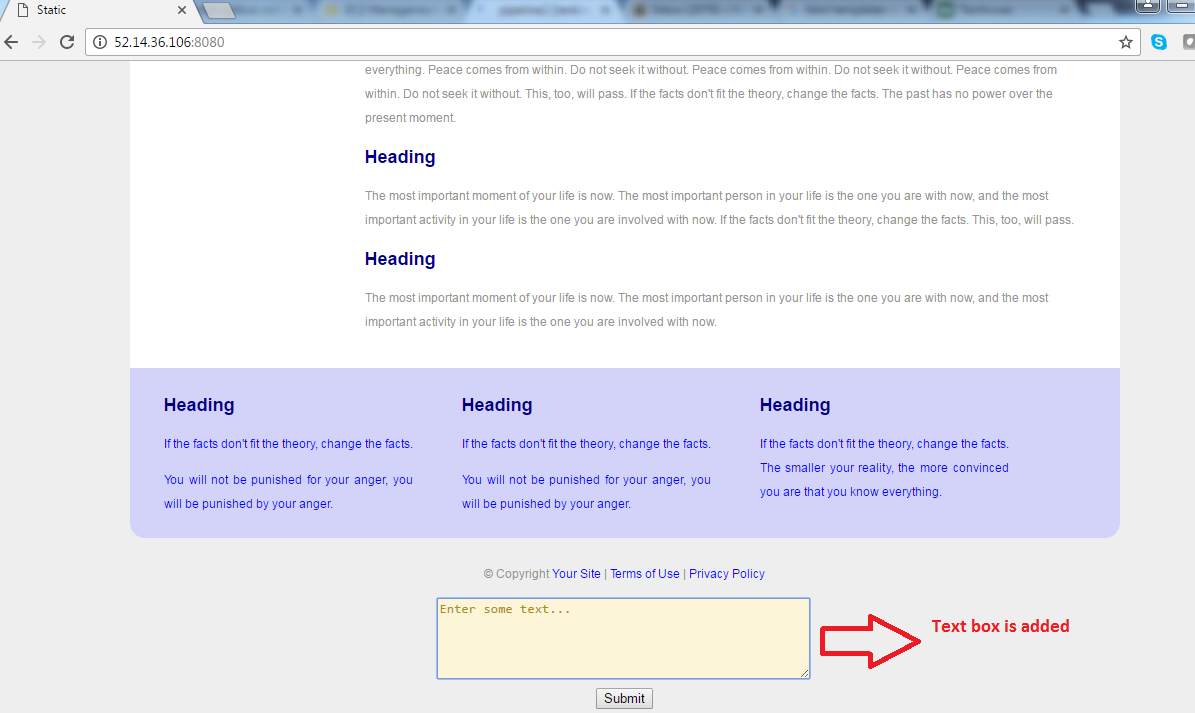 Static
52.14.36.106:8080
everything. Peace comes from within. Do not seek it without. Peace comes from within. Do not seek it without. Peace comes from
within. Do not seek it without. This, too, will pass. If the facts don't fit the theory, change the facts. The past has no power over the
present moment.
Heading
The most important moment of your life is now. The most important person in your life is the one you are with now, and the most
important activity in your life is the one you are involved with now. If the facts don't fit the theory, change the facts. This, too, will pass.
Heading
The most important moment of your life is now. The most important person in your life is the one you are with now, and the most
important activity in your life is the one you are involved with now.
Heading
If the facts don't fit the theory, change the facts.
You will not be punished for your anger, you
will be punished by your anger.
Heading
If the facts don't fit the theory, change the facts.
You will not be punished for your anger, you
will be punished by your anger.
Heading
If the facts don't fit the theory, change the facts.
The smaller your reality, the more convinced
you are that you know everything.
© Copyright Your Site | Terms of Use | Privacy Policy
Enter some text...
Text box is added
Submit